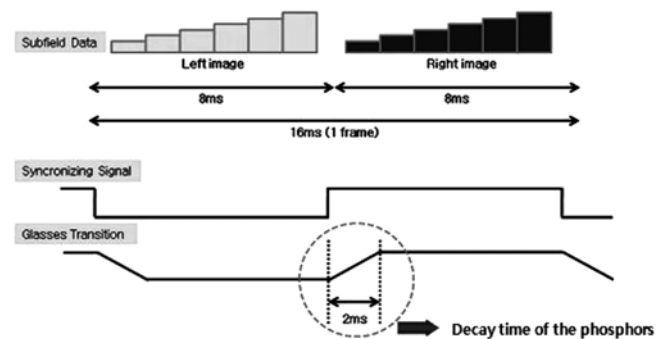 Subfield Data
Left image
Right image
8ms
8ms
16ms (1 frame)
Syncronizing Signal
Glasses Transition
2ms
Decay time of the phosphors